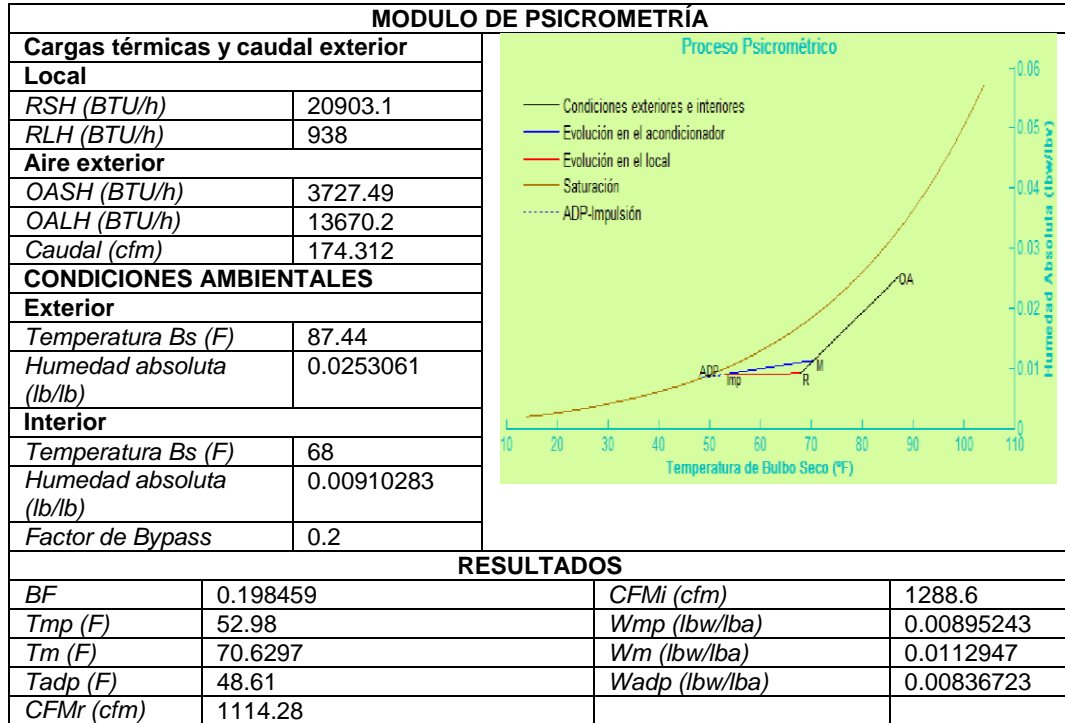 MODULO DE PSICROMETRÍA
Cargas térmicas y caudal exterior
Local
RSH (BTU/h) 20903.1
RLH (BTU/h) 938
Aire exterior
OASH (BTU/h) 3727.49
OALH (BTU/h) 13670.2
Caudal (cfm) 174.312
CONDICIONES AMBIENTALES
Exterior
Temperatura Bs (F) 87.44
Humedad absoluta (lb/lb) 0.0253061
Interior
Temperatura Bs (F) 68
Humedad absoluta (lb/lb) 0.00910283
Factor de Bypass 0.2
Proceso Psicrométrico
Condiciones exteriores e interiores
Evolución en el acondicionador
Evolución en el local
Saturación
ADP-Impulsión
OA
M
R
Imp
ADP
0.06
0.05
0.04
0.03
0.02
0.01
0
Humedad Absoluta (lbw/lbv)
10 20 30 40 50 60 70 80 90 100 110
Temperatura de Bulbo Seco (ºF)
RESULTADOS
BF 0.198459 CFMi (cfm) 1288.6
Tmp (F) 52.98 Wmp (lbw/lba) 0.00895243
Tm (F) 70.6297 Wm (lbw/lba) 0.0112947
Tadp (F) 48.61 Wadp (lbw/lba) 0.00836723
CFMr (cfm) 1114.28